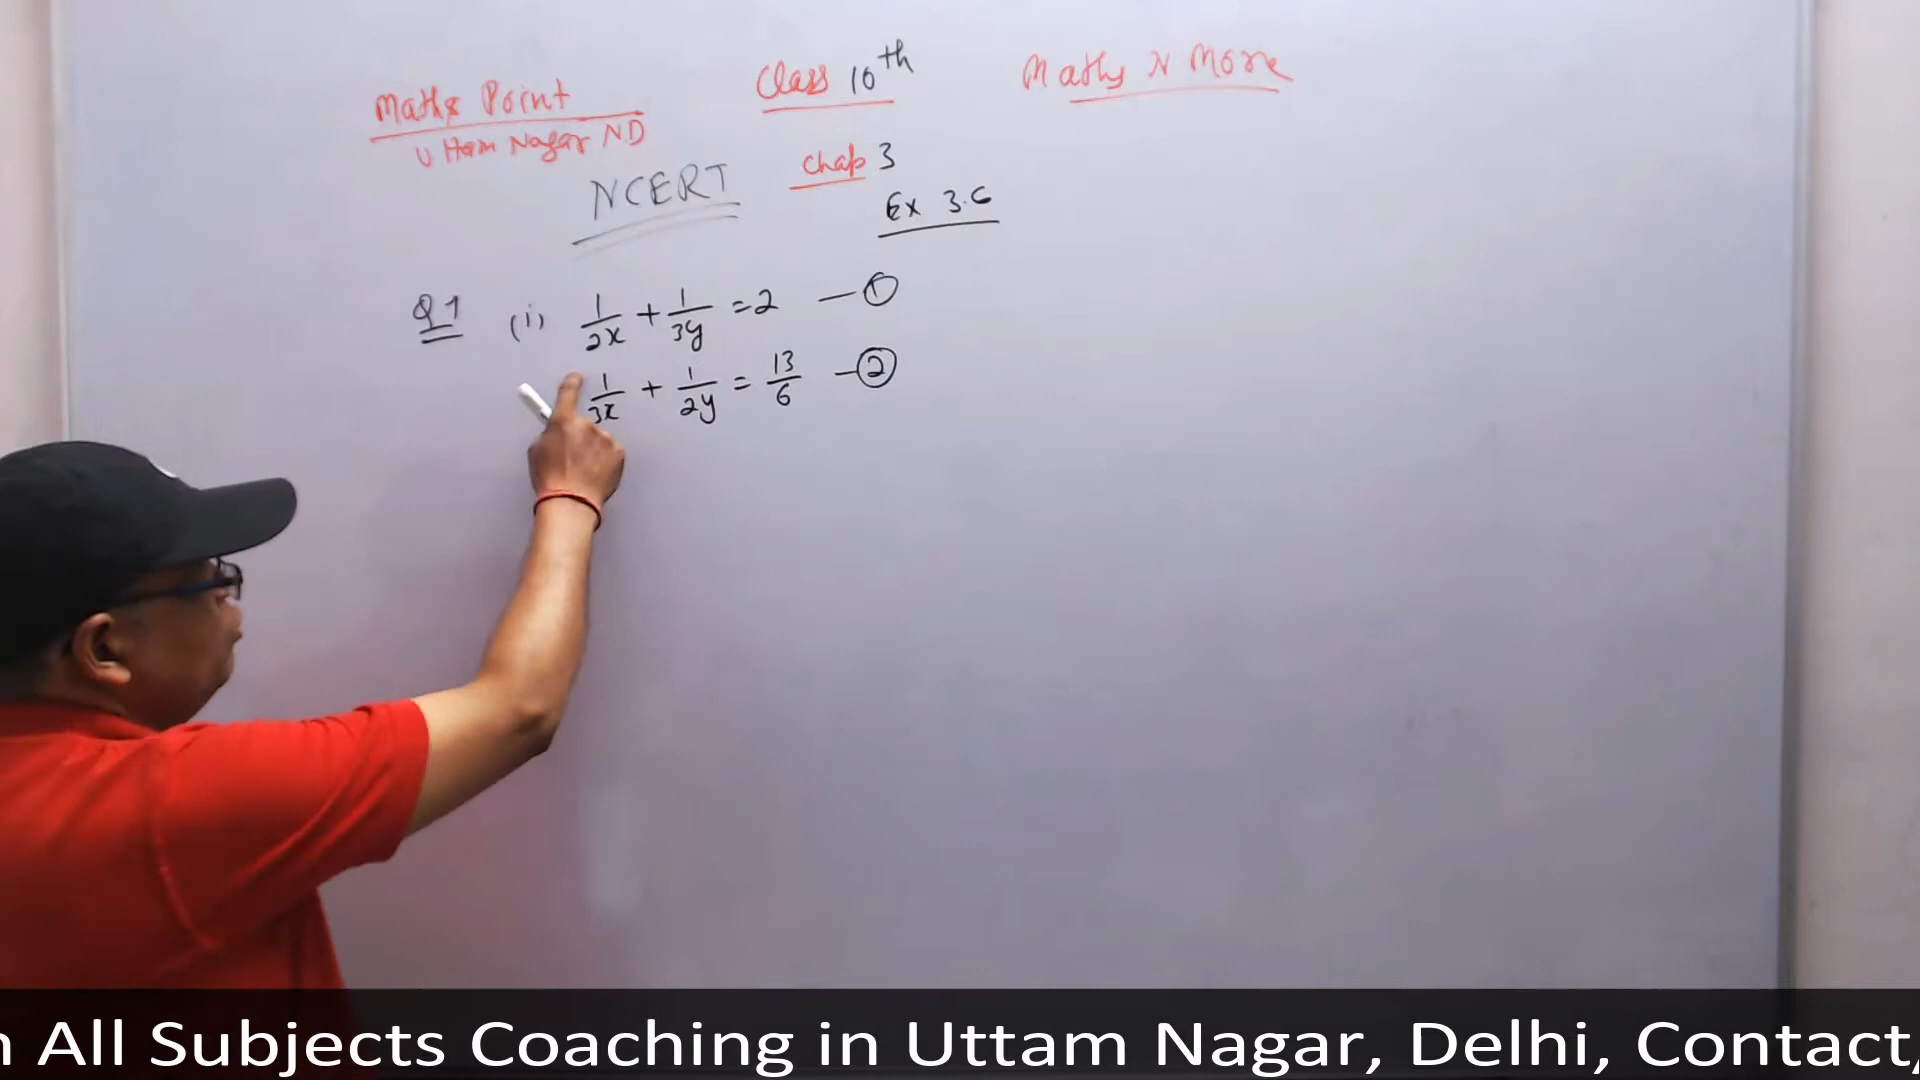 Maths Point
Uttam Nagar ND
Class 10th
Maths N More
NCERT
Chap 3
Ex 3.6
Q1 (i) 1/2x + 1/3y = 2 — ①
1/3x + 1/2y = 13/6 — ②
All Subjects Coaching in Uttam Nagar, Delhi, Contact,